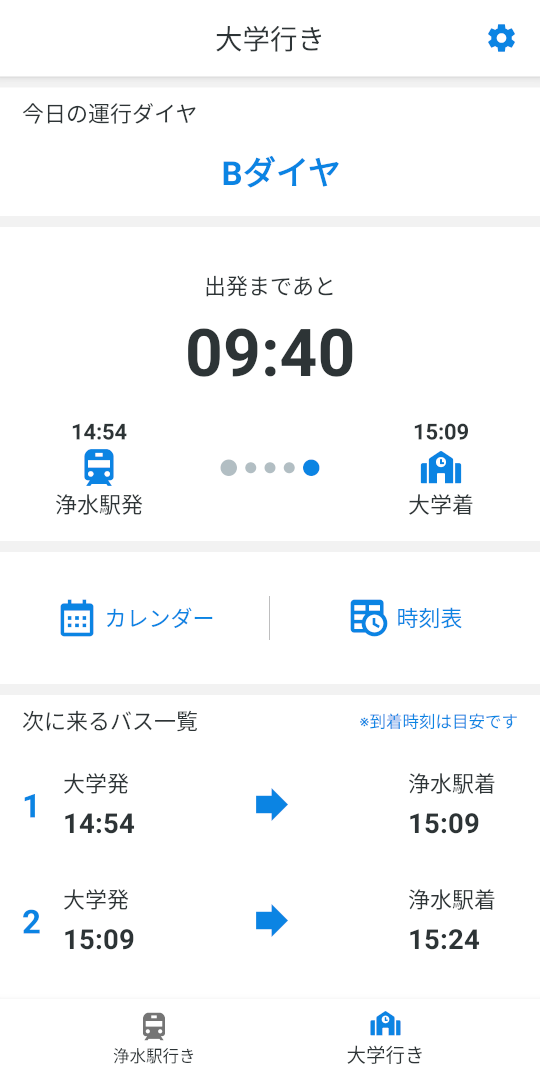 大学行き
今日の運行ダイヤ
Bダイヤ
出発まであと
09:40
14:54
15:09
浄水駅発
大学着
カレンダー
時刻表
次に来るバス一覧
※到着時刻は目安です
1
大学発
14:54
浄水駅着
15:09
2
大学発
15:09
浄水駅着
15:24
浄水駅行き
大学行き